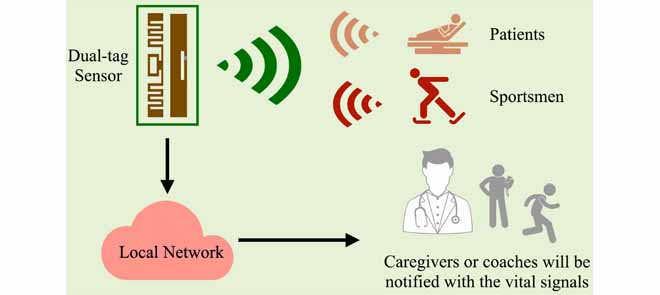 Dual-tag
Sensor
Patients
Sportsmen
Local Network
Caregivers or coaches will be
notified with the vital signals